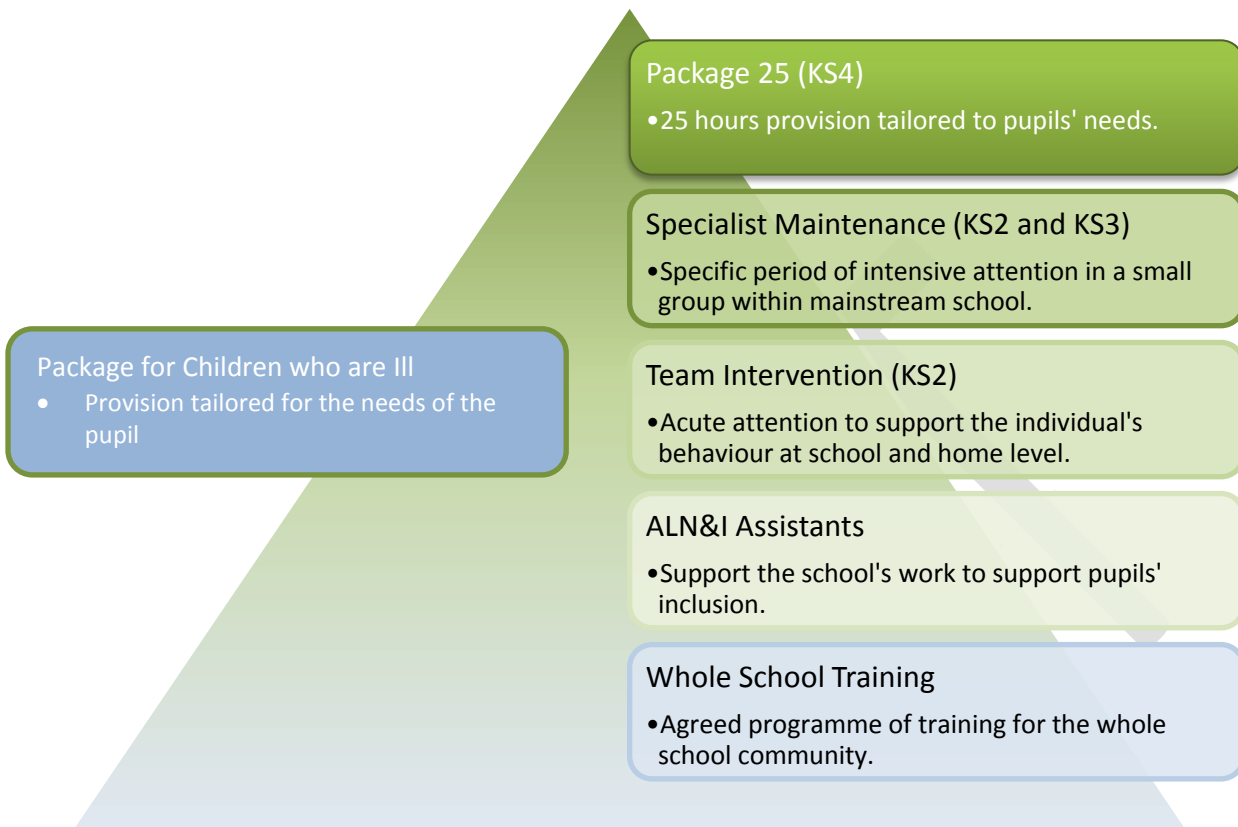 Package 25 (KS4)
•25 hours provision tailored to pupils' needs.
Specialist Maintenance (KS2 and KS3)
•Specific period of intensive attention in a small
group within mainstream school.
Package for Children who are Ill
• Provision tailored for the needs of the
pupil
Team Intervention (KS2)
•Acute attention to support the individual's
behaviour at school and home level.
ALN&I Assistants
•Support the school's work to support pupils'
inclusion.
Whole School Training
•Agreed programme of training for the whole
school community.